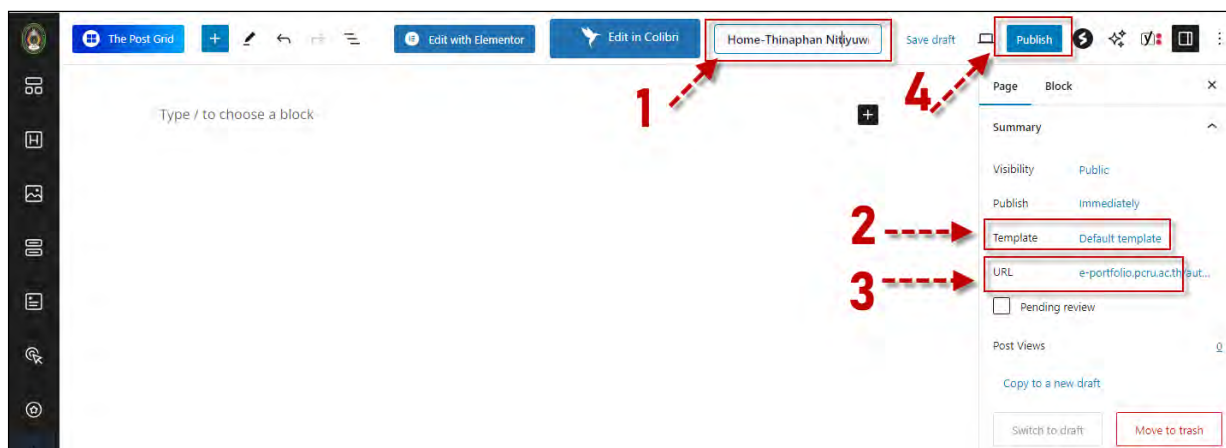 The Post Grid
Edit with Elementor
Edit in Colibri
Home-Thinaphan Nitiyuw
Save draft
Publish
1
4
Page Block
Type / to choose a block
Summary
Visibility Public
Publish Immediately
2
Template Default template
3
URL e-portfolio.pcru.ac.th/aut...
Pending review
Post Views 0
Copy to a new draft
Switch to draft Move to trash